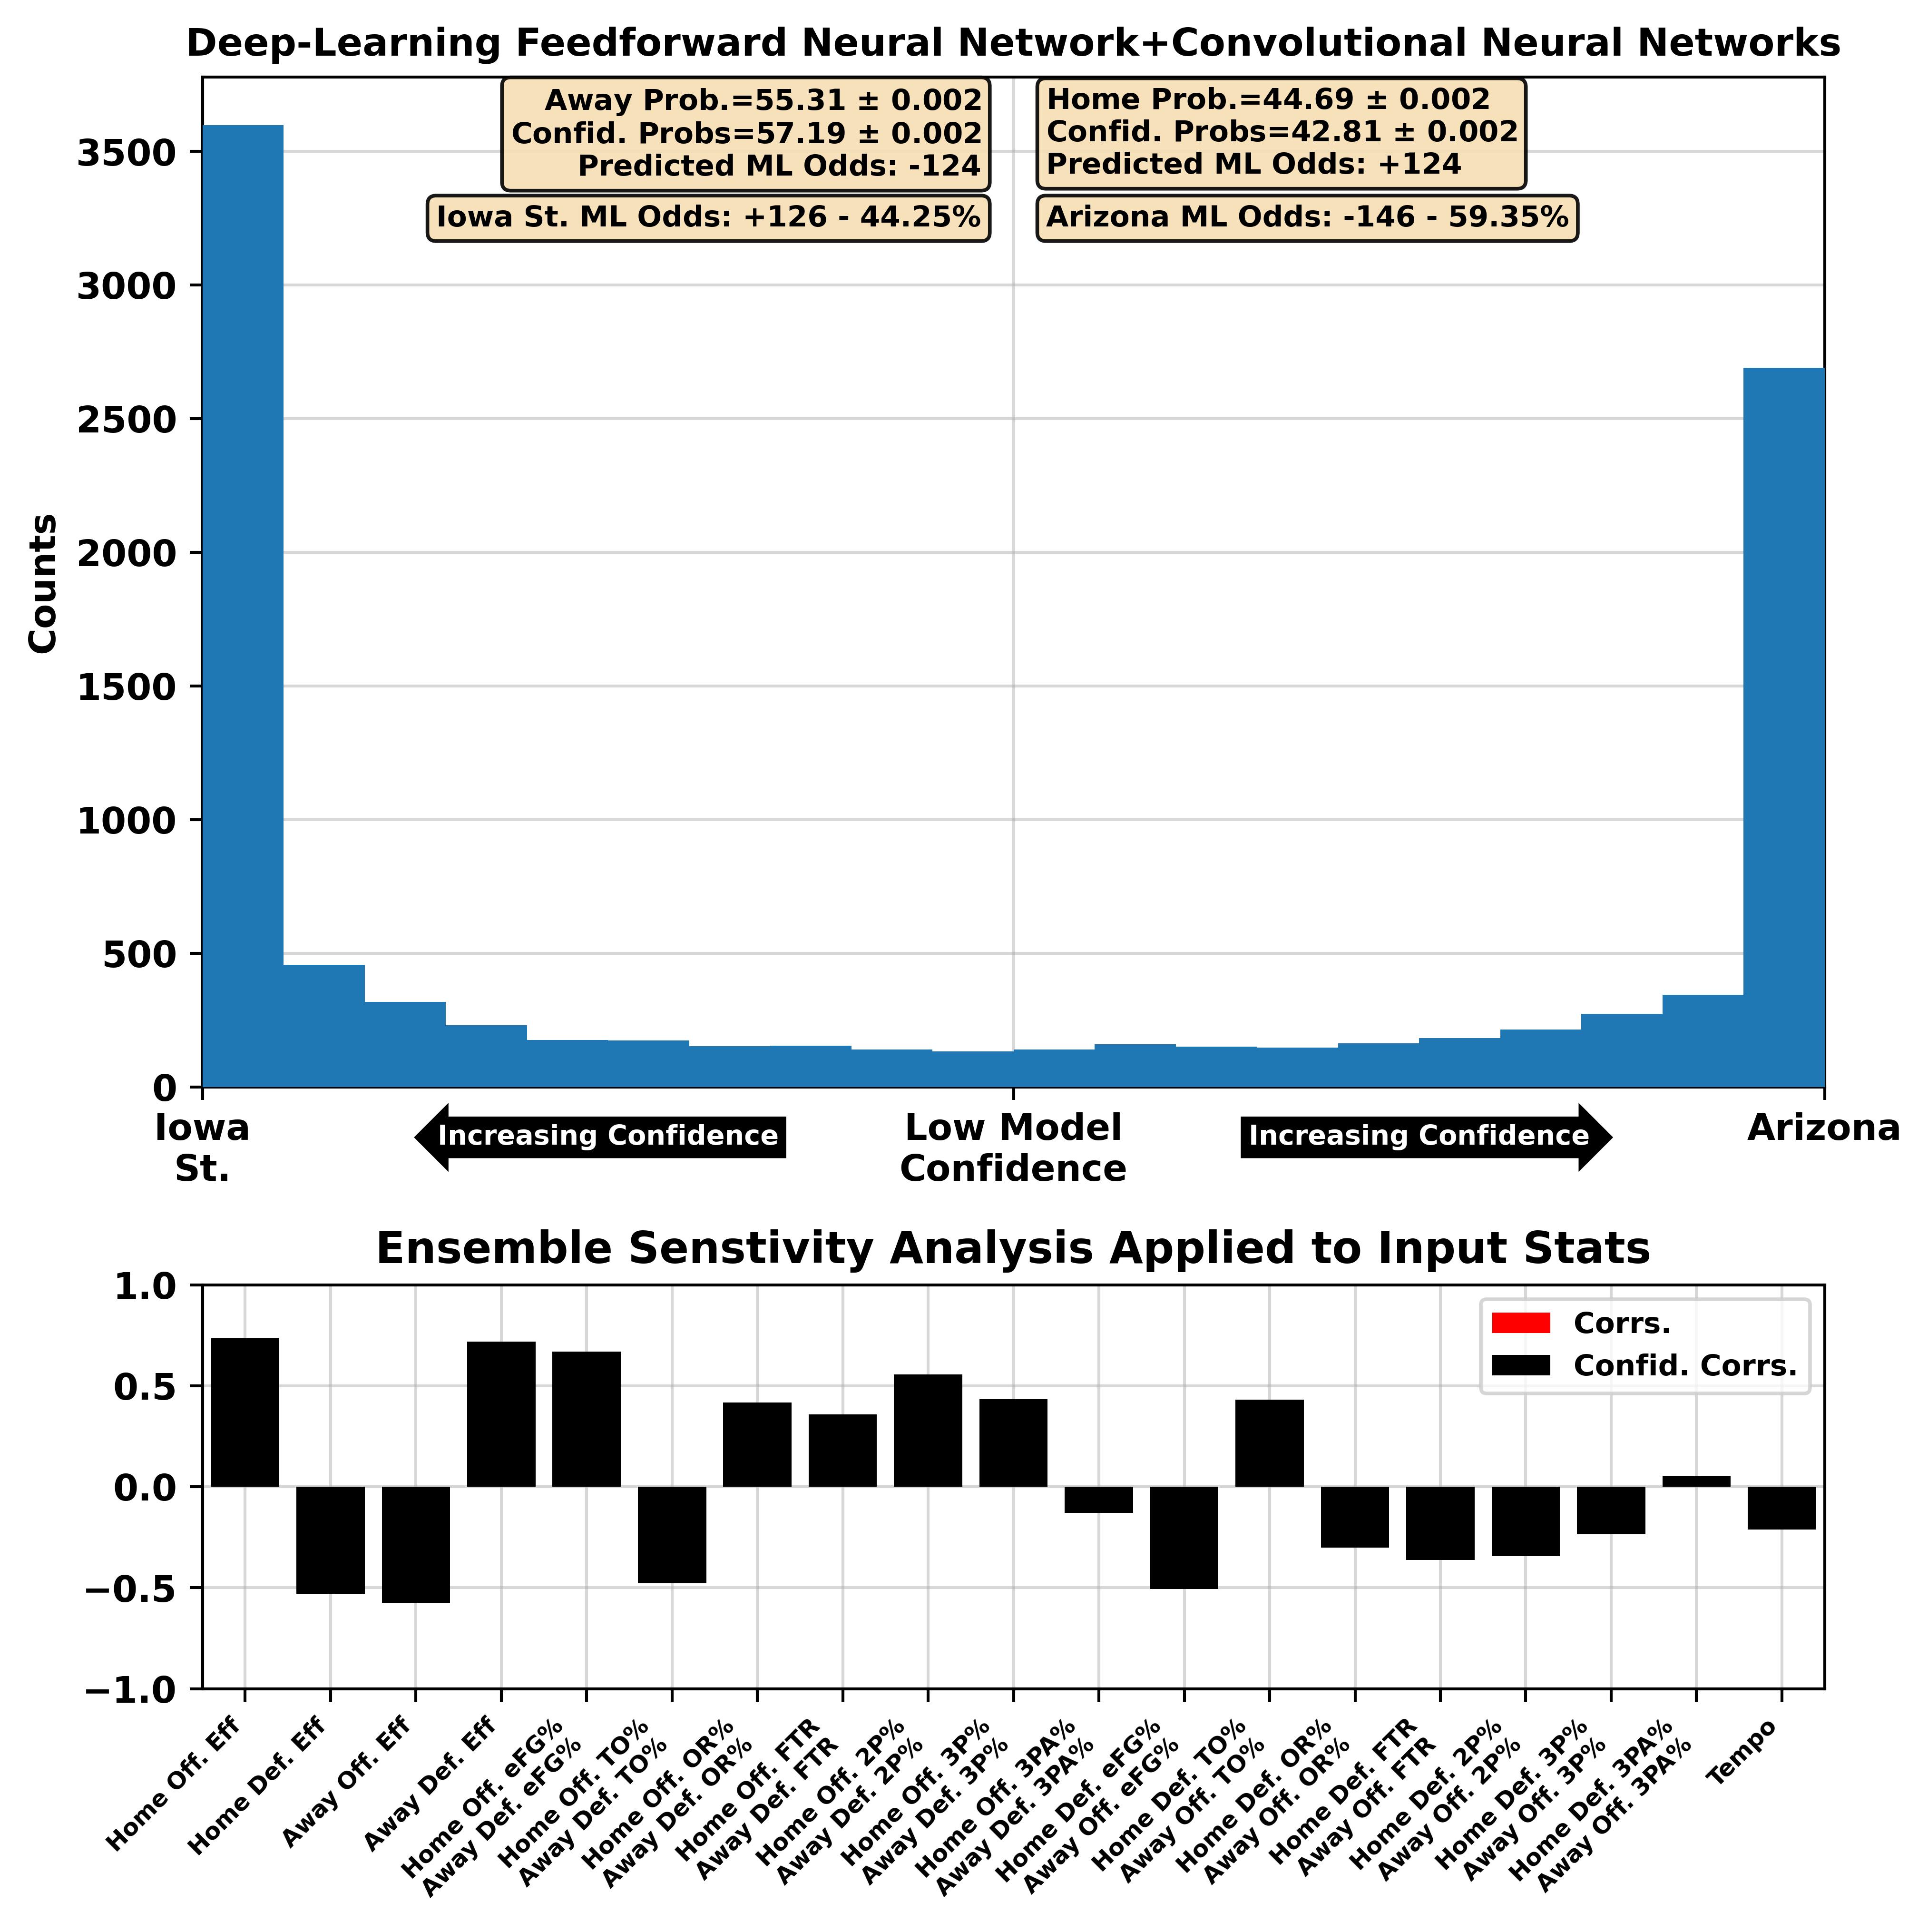 Deep-Learning Feedforward Neural Network+Convolutional Neural Networks
Away Prob.=55.31 ± 0.002
Confid. Probs=57.19 ± 0.002
Predicted ML Odds: -124
Home Prob.=44.69 ± 0.002
Confid. Probs=42.81 ± 0.002
Predicted ML Odds: +124
Iowa St. ML Odds: +126 - 44.25%
Arizona ML Odds: -146 - 59.35%
Counts
3500
3000
2500
2000
1500
1000
500
0
Iowa
St.
Increasing Confidence
Low Model
Confidence
Increasing Confidence
Arizona
Ensemble Senstivity Analysis Applied to Input Stats
1.0
0.5
0.0
−0.5
−1.0
Corrs.
Confid. Corrs.
Home Off. Eff
Home Def. Eff
Away Off. Eff
Away Def. Eff
Home Off. eFG%
Away Def. eFG%
Home Off. TO%
Away Def. TO%
Home Off. OR%
Away Def. OR%
Home Off. FTR
Away Def. FTR
Home Off. 2P%
Away Def. 2P%
Home Off. 3P%
Away Def. 3P%
Home Off. 3PA%
Away Def. 3PA%
Home Def. eFG%
Away Off. eFG%
Home Def. TO%
Away Off. TO%
Home Def. OR%
Away Off. OR%
Home Def. FTR
Away Off. FTR
Home Def. 2P%
Away Off. 2P%
Home Def. 3P%
Away Off. 3P%
Home Def. 3PA%
Away Off. 3PA%
Tempo